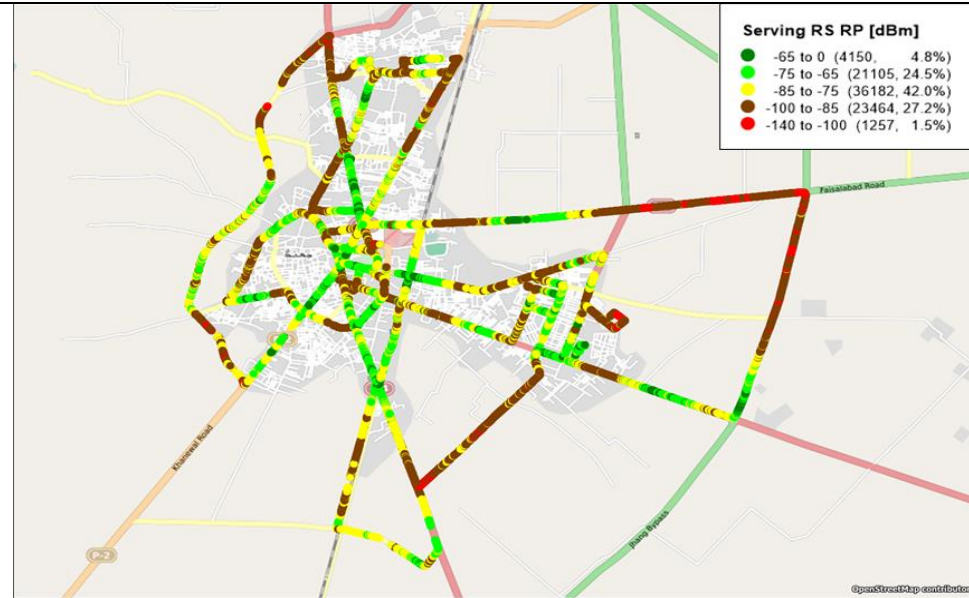 Serving RS RP [dBm]
-65 to 0 (4150, 4.8%)
-75 to -65 (21105, 24.5%)
-85 to -75 (36182, 42.0%)
-100 to -85 (23464, 27.2%)
-140 to -100 (1257, 1.5%)
Faisalabad Road
Khanewal Road
P-2
Jhang Bypass
OpenStreetMap contributor